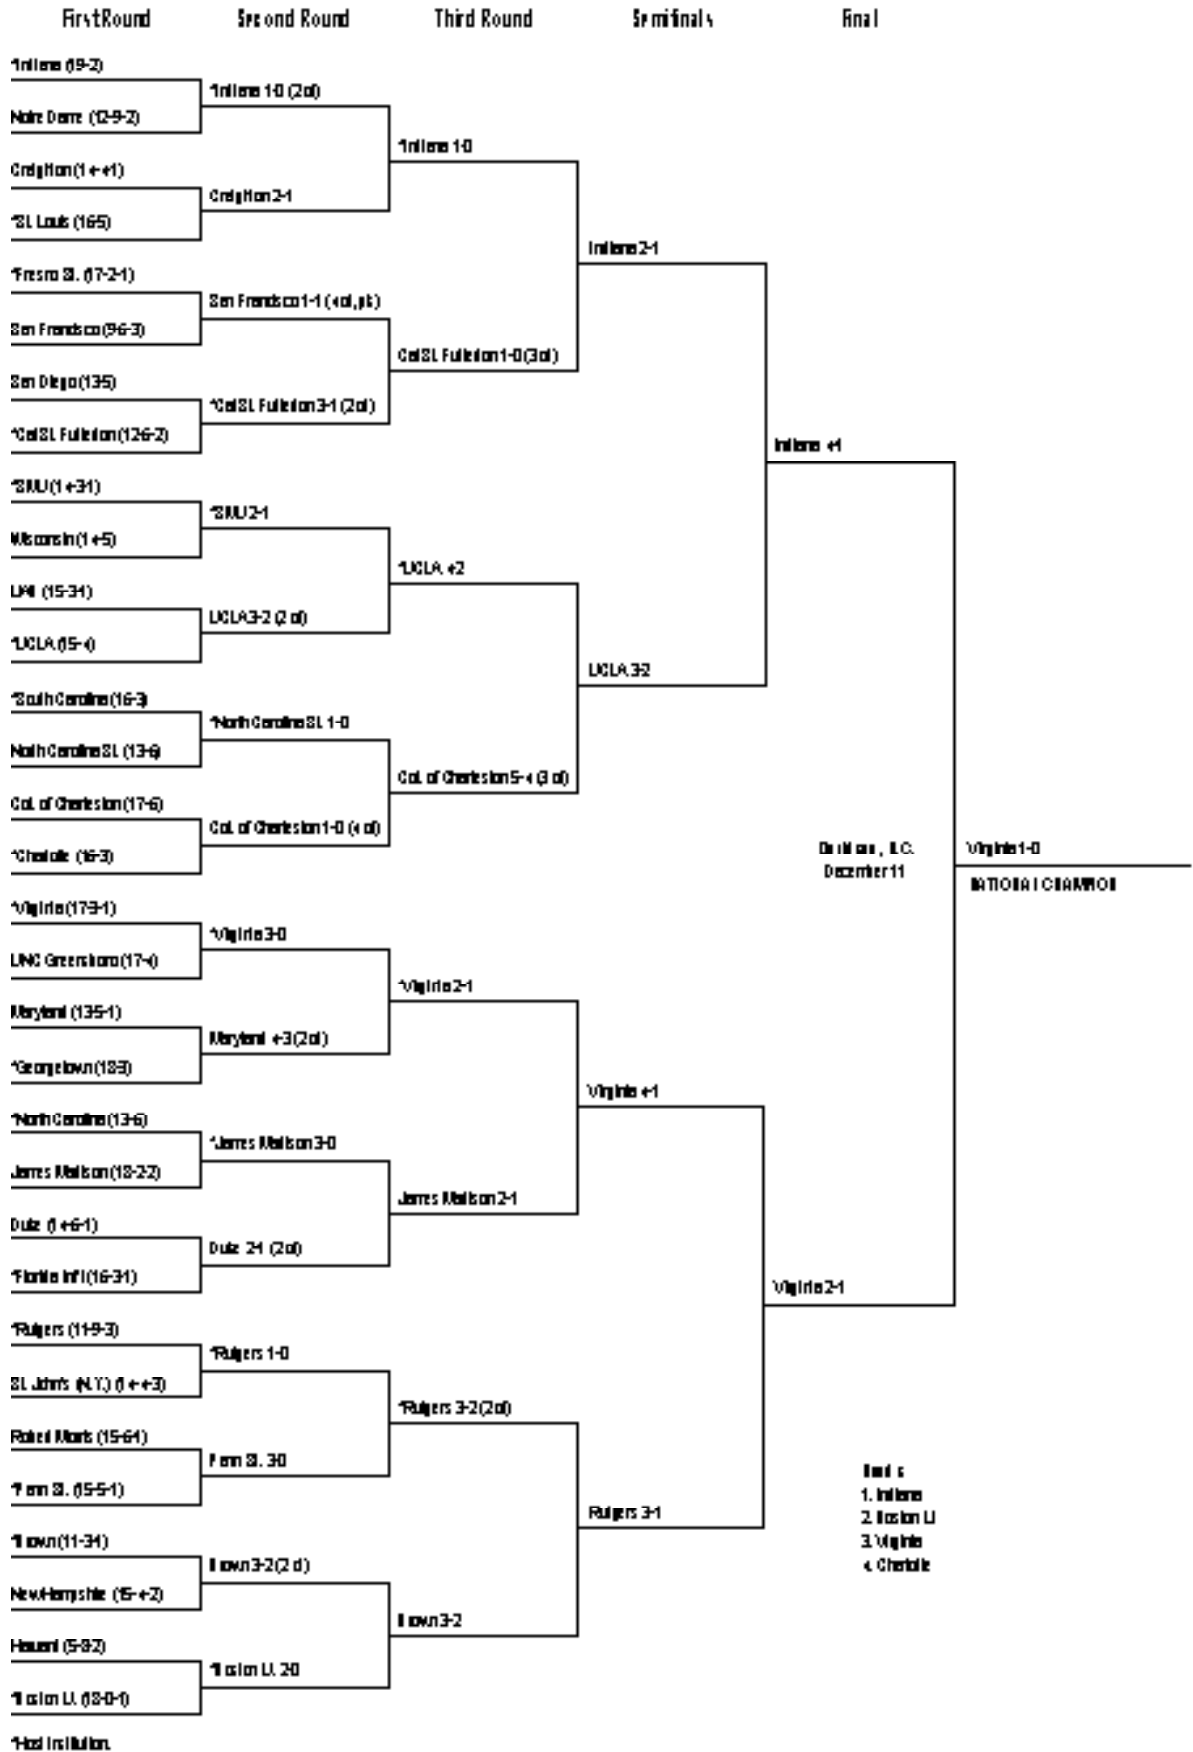 First Round
Second Round
Third Round
Semifinals
Final
*Indiana (19-2)
Notre Dame (12-9-2)
Creighton (14-4-1)
*St. Louis (16-5)
*Fresno St. (17-2-1)
San Francisco (9-6-3)
San Diego (13-5)
*Cal St. Fullerton (12-6-2)
*SMU (14-3-1)
Wisconsin (14-5)
UAB (15-3-1)
*UCLA (15-4)
*South Carolina (16-3)
North Carolina St. (13-6)
Col. of Charleston (17-6)
*Charlotte (16-3)
*Virginia (17-3-1)
UNC Greensboro (17-4)
Maryland (13-5-1)
*Georgetown (18-3)
*North Carolina (13-6)
James Madison (18-2-2)
Duke (14-6-1)
*Florida Int'l (16-3-1)
*Rutgers (11-9-3)
St. John's (N.Y.) (14-4-3)
Robert Morris (15-6-1)
*Penn St. (15-5-1)
*Brown (11-3-1)
New Hampshire (15-4-2)
*Boston U. (18-0-1)
*Host institution.
*Indiana 1-0 (2 ot)
Creighton 2-1
San Francisco 1-1 (4 ot, pk)
*Cal St. Fullerton 3-1 (2 ot)
*SMU 2-1
UCLA 3-2 (2 ot)
*North Carolina St. 1-0
Col. of Charleston 1-0 (4 ot)
*Virginia 3-0
Maryland 4-3 (2 ot)
*James Madison 3-0
Duke 2-1 (2 ot)
*Rutgers 1-0
Penn St. 3-0
Brown 3-2 (2 ot)
*Boston U. 2-0
*Indiana 1-0
Cal St. Fullerton 1-0 (3 ot)
*UCLA 4-2
Col. of Charleston 5-4 (3 ot)
*Virginia 2-1
James Madison 2-1
*Rutgers 3-2 (2 ot)
Brown 3-2
Indiana 2-1
UCLA 3-2
Virginia 4-1
Rutgers 3-1
Indiana 4-1
Virginia 2-1
Davidson, N.C.
December 11
Virginia 1-0
NATIONAL CHAMPION
Seeds
1. Indiana
2. Boston U.
3. Virginia
4. Charlotte